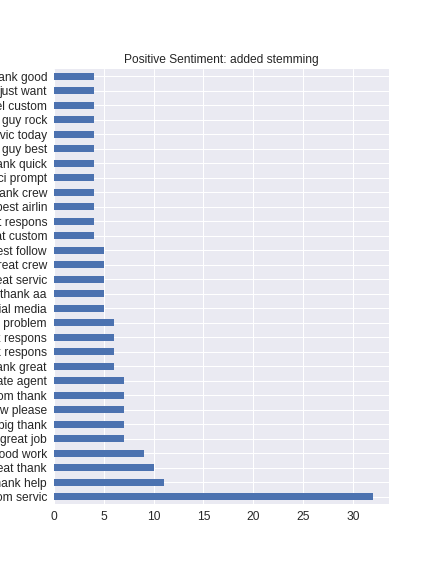 Positive Sentiment: added stemming
ank good
just want
el custom
guy rock
vic today
guy best
ank quick
ci prompt
ank crew
best airlin
respons
at custom
est follow
reat crew
eat servic
thank aa
ial media
problem
respons
respons
ank great
ate agent
om thank
w please
big thank
great job
ood work
eat thank
hank help
om servic
0 5 10 15 20 25 30